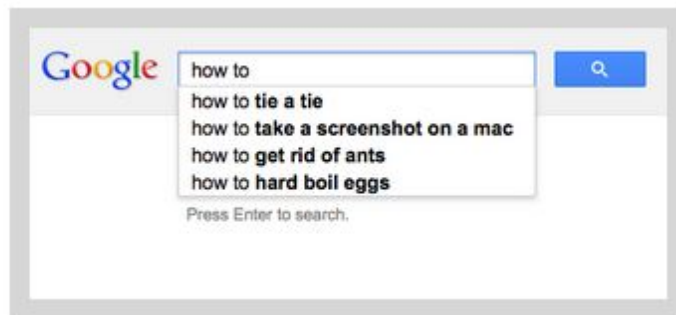 Google how to
how to tie a tie
how to take a screenshot on a mac
how to get rid of ants
how to hard boil eggs
Press Enter to search.